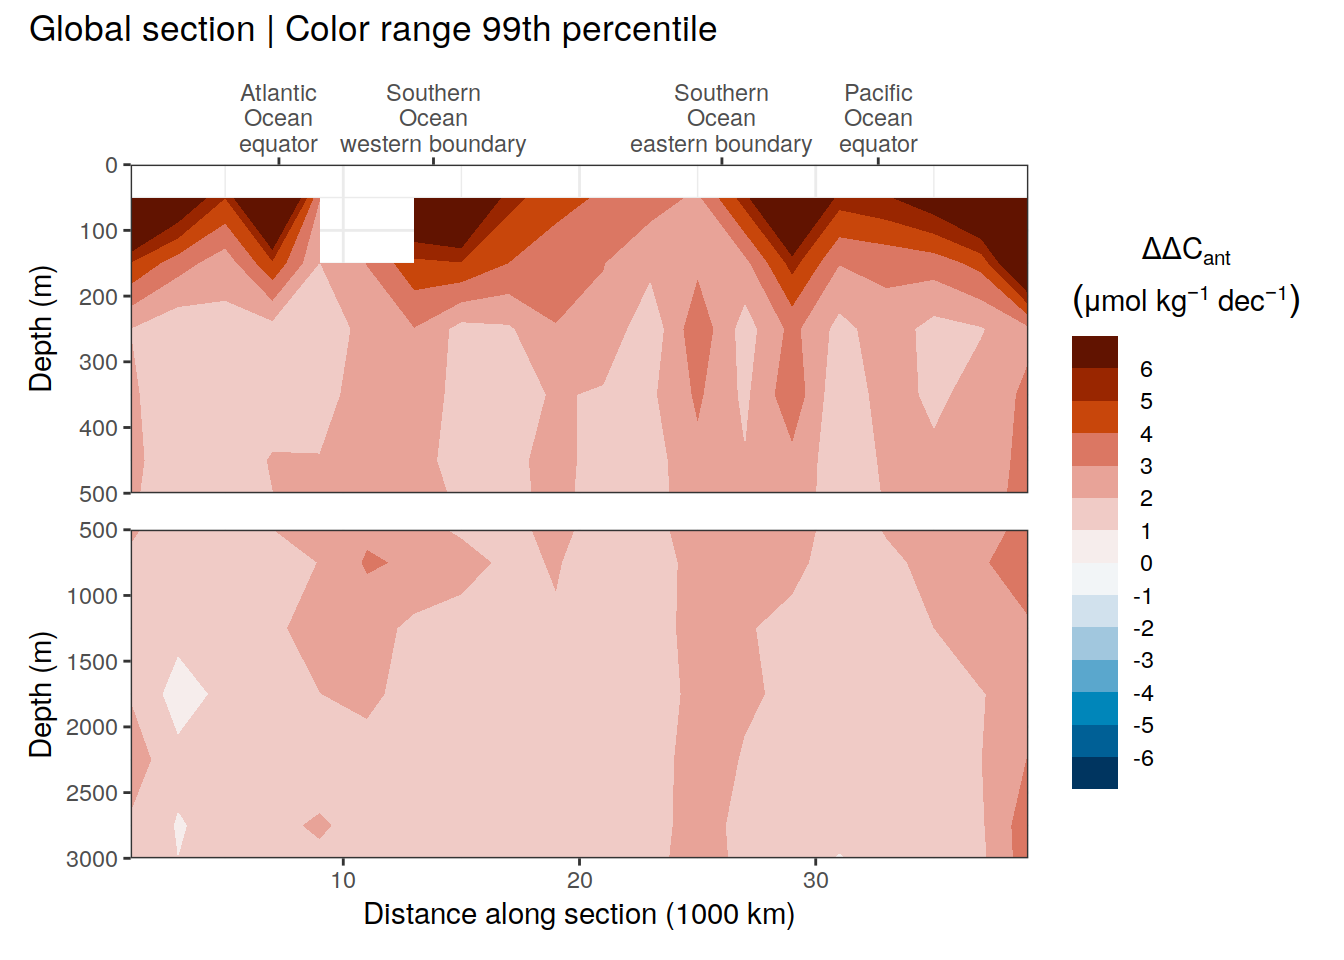 Global section | Color range 99th percentile
Atlantic
Ocean
equator
Southern
Ocean
western boundary
Southern
Ocean
eastern boundary
Pacific
Ocean
equator
0
100
200
300
400
500
Depth (m)
500
1000
1500
2000
2500
3000
Depth (m)
10
20
30
Distance along section (1000 km)
ΔΔCant
(μmol kg⁻¹ dec⁻¹)
6
5
4
3
2
1
0
-1
-2
-3
-4
-5
-6